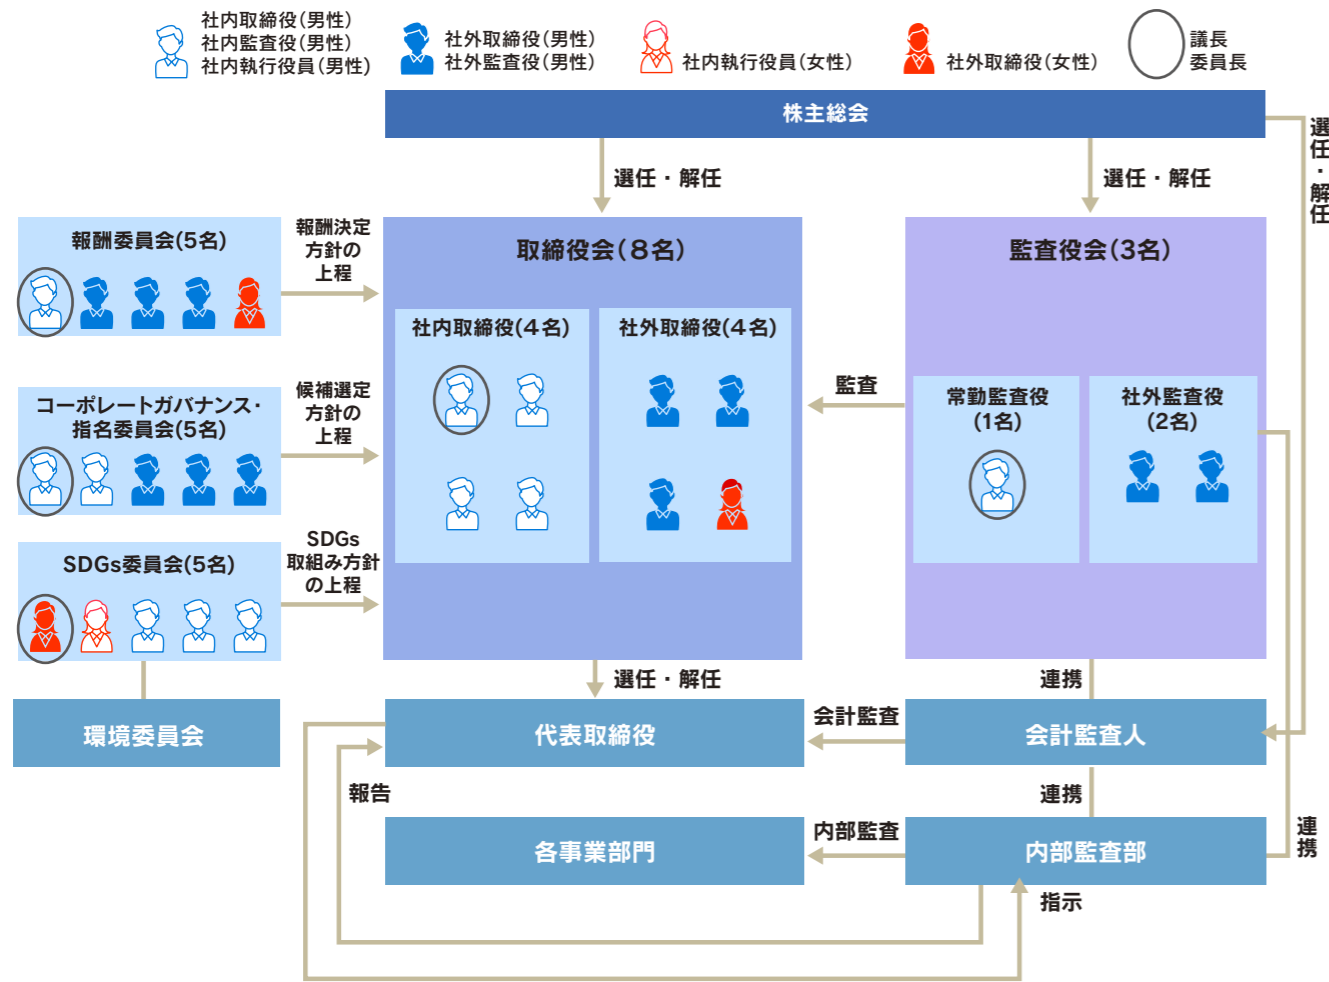 社内取締役(男性)
社内監査役(男性)
社内執行役員(男性)
社外取締役(男性)
社外監査役(男性)
社内執行役員(女性)
社外取締役(女性)
議長
委員長
株主総会
選任・解任
選任・解任
選任・解任
報酬委員会(5名)
報酬決定
方針の
上程
取締役会(8名)
監査役会(3名)
社内取締役(4名)
社外取締役(4名)
監査
常勤監査役
(1名)
社外監査役
(2名)
コーポレートガバナンス・
指名委員会(5名)
候補選定
方針の
上程
SDGs委員会(5名)
SDGs
取組み方針
の上程
選任・解任
連携
環境委員会
代表取締役
会計監査
会計監査人
報告
連携
各事業部門
内部監査
内部監査部
連携
指示